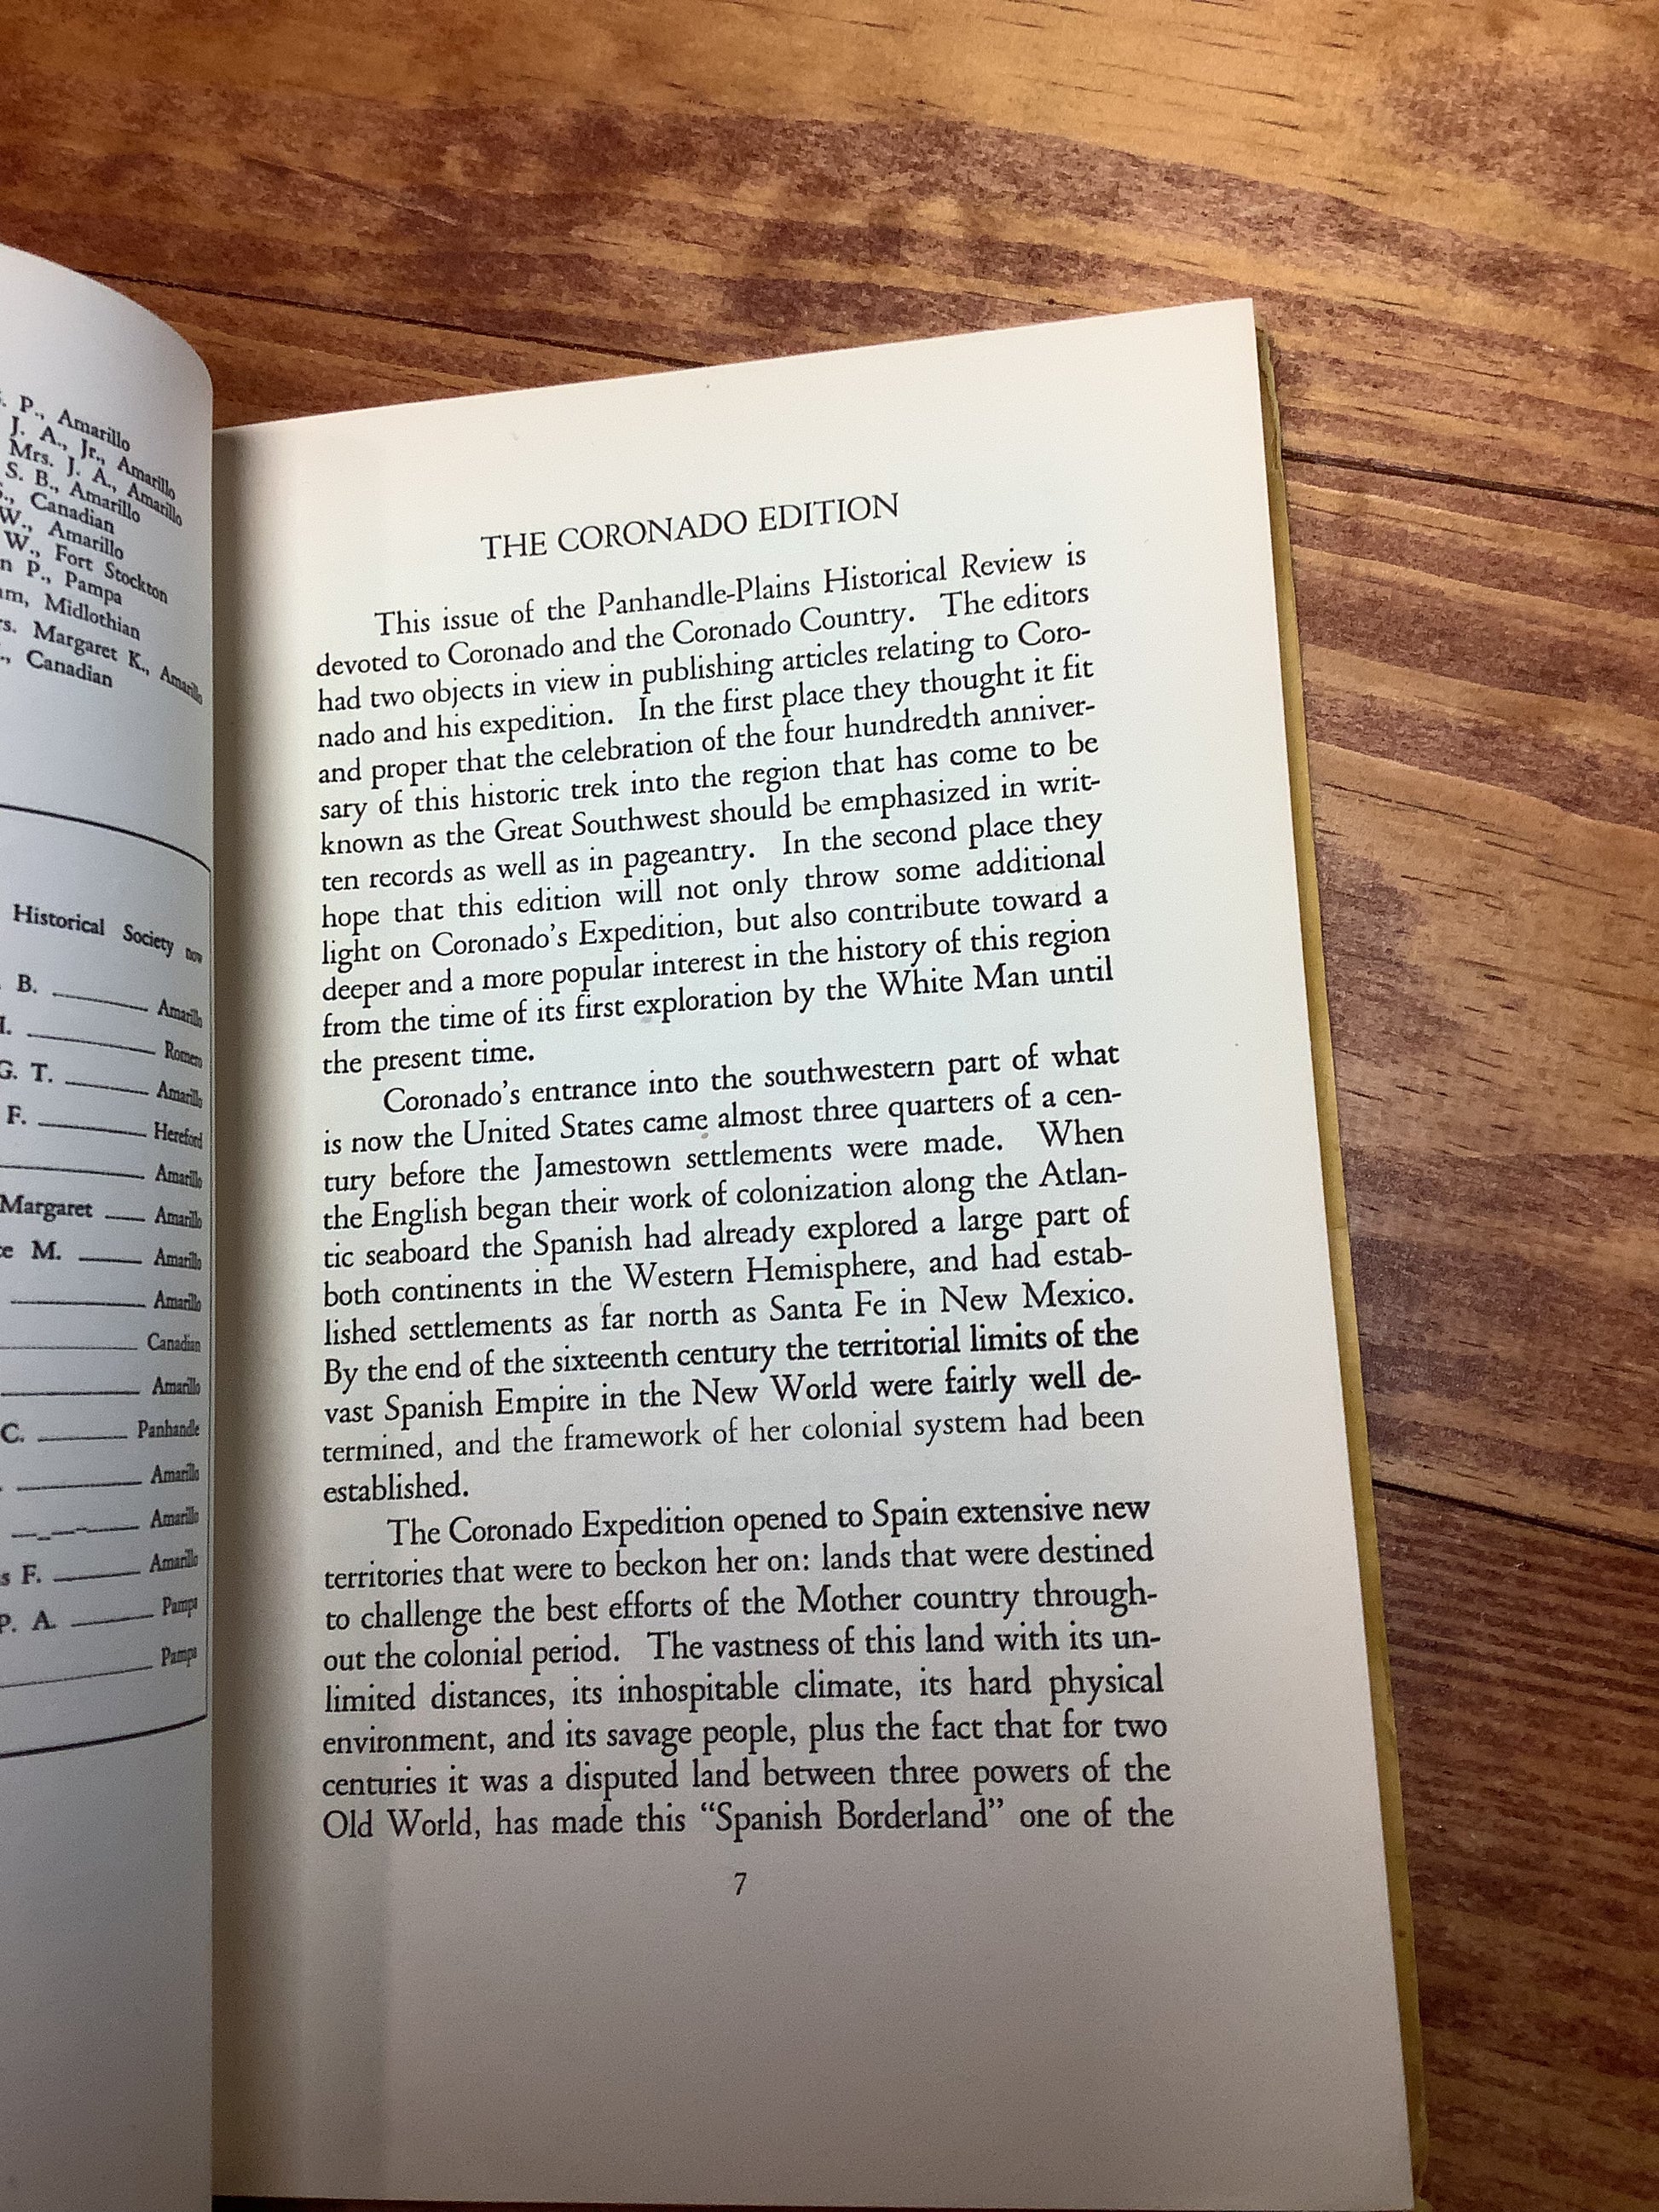 P., Amarillo
J. A., Jr., Amarillo
Mrs. J. A., Amarillo
S. B., Amarillo
Canadian
W., Amarillo
W., Fort Stockton
P., Pampa
Midlothian
Margaret K., Amarillo
Canadian
Historical Society now
B. Amarillo
Romero
G. T. Amarillo
F. Hereford
Amarillo
Margaret Amarillo
M. Amarillo
Amarillo
Canadian
Amarillo
C. Panhandle
Amarillo
Amarillo
F. Amarillo
P. A. Pampa
Pampa
THE CORONADO EDITION
This issue of the Panhandle-Plains Historical Review is
devoted to Coronado and the Coronado Country. The editors
had two objects in view in publishing articles relating to Coro-
nado and his expedition. In the first place they thought it fit
and proper that the celebration of the four hundredth anniver-
sary of this historic trek into the region that has come to be
known as the Great Southwest should be emphasized in writ-
ten records as well as in pageantry. In the second place they
hope that this edition will not only throw some additional
light on Coronado's Expedition, but also contribute toward a
deeper and a more popular interest in the history of this region
from the time of its first exploration by the White Man until
the present time.
Coronado's entrance into the southwestern part of what
is now the United States came almost three quarters of a cen-
tury before the Jamestown settlements were made. When
the English began their work of colonization along the Atlan-
tic seaboard the Spanish had already explored a large part of
both continents in the Western Hemisphere, and had estab-
lished settlements as far north as Santa Fe in New Mexico.
By the end of the sixteenth century the territorial limits of the
vast Spanish Empire in the New World were fairly well de-
termined, and the framework of her colonial system had been
established.
The Coronado Expedition opened to Spain extensive new
territories that were to beckon her on: lands that were destined
to challenge the best efforts of the Mother country through-
out the colonial period. The vastness of this land with its un-
limited distances, its inhospitable climate, its hard physical
environment, and its savage people, plus the fact that for two
centuries it was a disputed land between three powers of the
Old World, has made this "Spanish Borderland" one of the
7